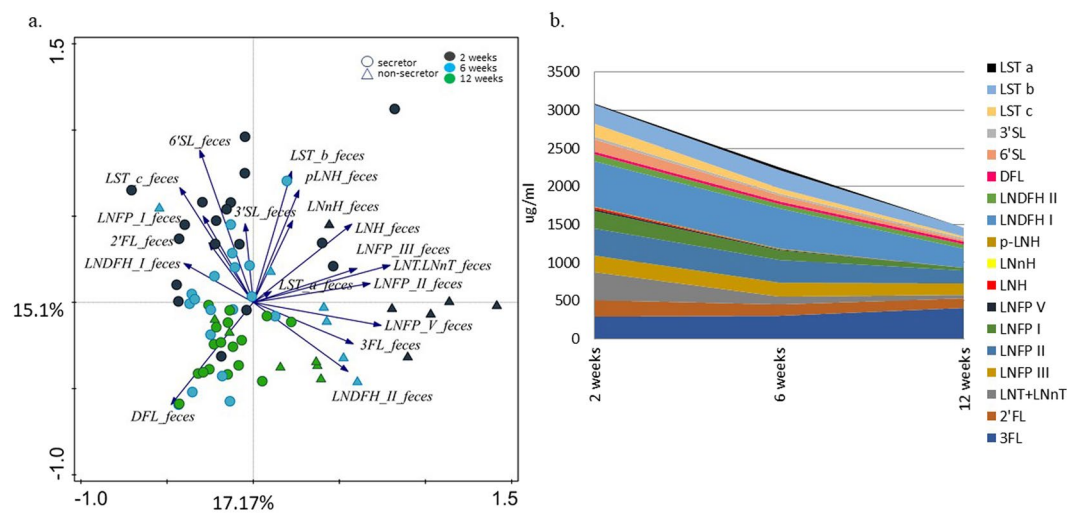 a.
1.5
secretor
non-secretor
2 weeks
6 weeks
12 weeks
6'SL_feces
LST_b_feces
LST_c_feces
pLNH_feces
LNFP_I_feces
3'SL_feces
LNnH_feces
2'FL_feces
LNH_feces
LNFP_III_feces
LNDFH_I_feces
LNT.LNnT_feces
LST_a_feces
LNFP_II_feces
15.1%
LNFP_V_feces
3FL_feces
LNDFH_II_feces
DFL_feces
-1.0
-1.0
17.17%
1.5
b.
ug/ml
3500
3000
2500
2000
1500
1000
500
0
2 weeks
6 weeks
12 weeks
LST a
LST b
LST c
3'SL
6'SL
DFL
LNDFH II
LNDFH I
p-LNH
LNnH
LNH
LNFP V
LNFP I
LNFP II
LNFP III
LNT+LNnT
2'FL
3FL